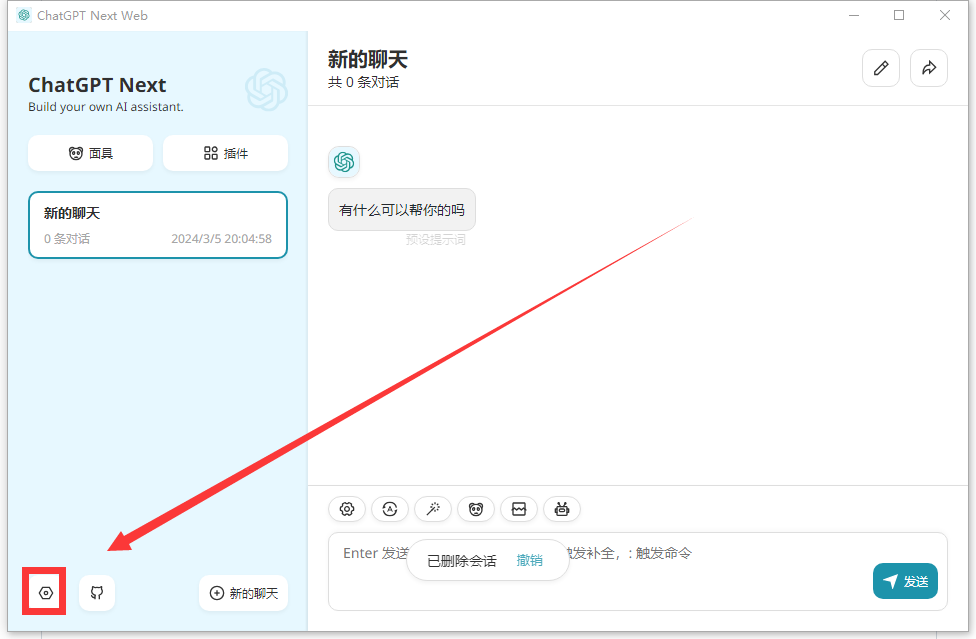 ChatGPT Next Web
ChatGPT Next
Build your own AI assistant.
面具
插件
新的聊天
0 条对话
2024/3/5 20:04:58
新的聊天
新的聊天
共 0 条对话
有什么可以帮你的吗
预设提示词
Enter 发送
已删除会话
撤销
触发补全，: 触发命令
发送